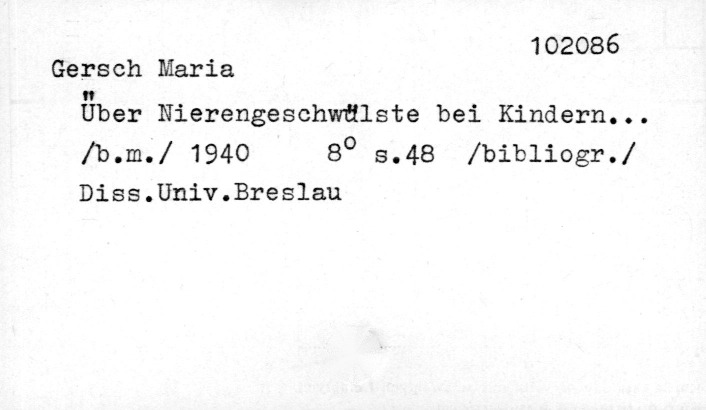 102086
Gersch Maria
Über Nierengeschwülste bei Kindern...
/b.m./ 1940 8° s.48 /bibliogr./
Diss.Univ.Breslau